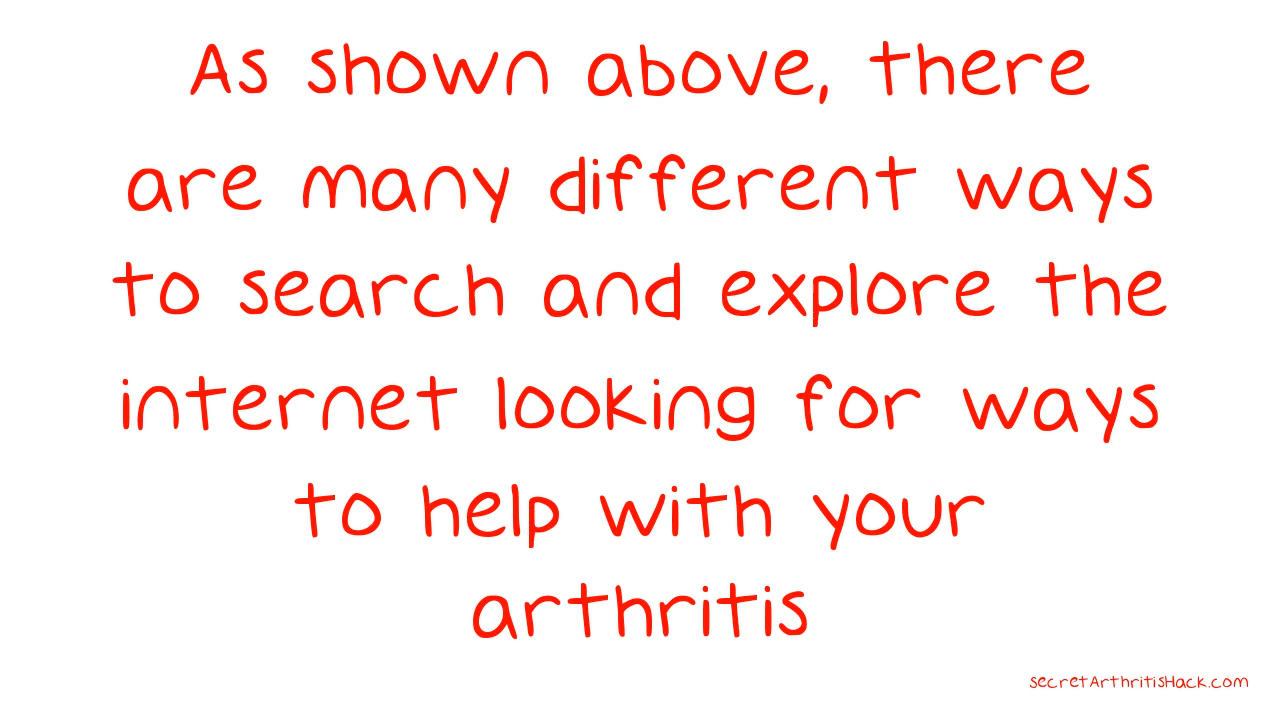 As shown above, there
are many different ways
to search and explore the
internet looking for ways
to help with your
arthritis
secretArthritisHack.com